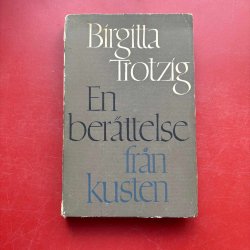 Birgitta
Trotzig
En
berättelse
från
kusten